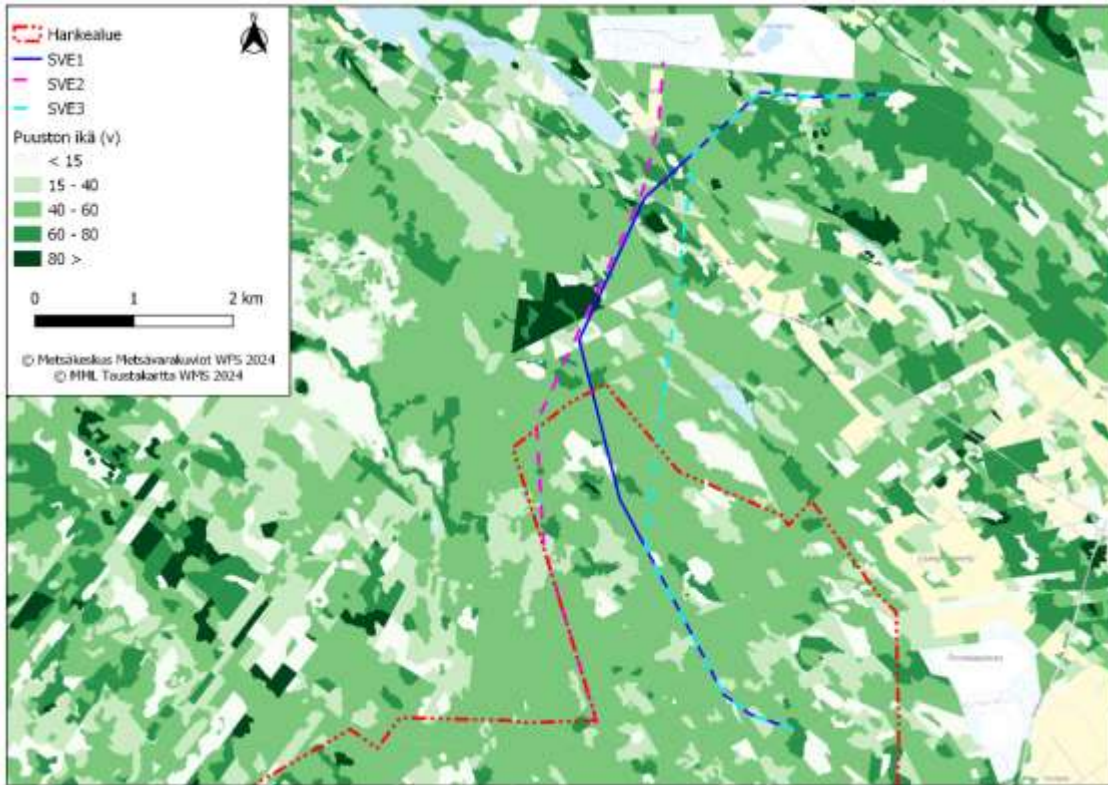 Hankealue
SVE1
SVE2
SVE3
Puuston ikä (v)
< 15
15 - 40
40 - 60
60 - 80
80 >
0 1 2 km
© Metsäkeskus Metsävarakuviot WFS 2024
© MML Taustakartta WMS 2024